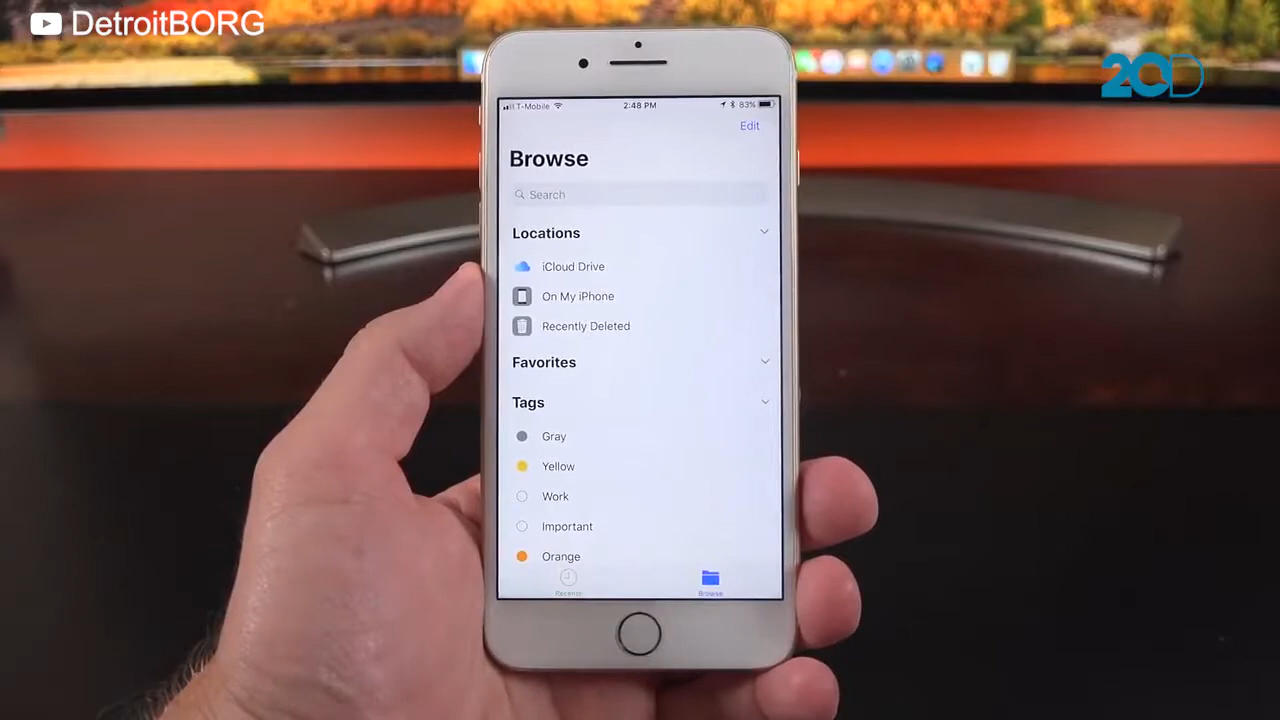 DetroitBORG
20D
T-Mobile 2:48 PM 83%
Edit
Browse
Search
Locations
iCloud Drive
On My iPhone
Recently Deleted
Favorites
Tags
Gray
Yellow
Work
Important
Orange
Recents Browse